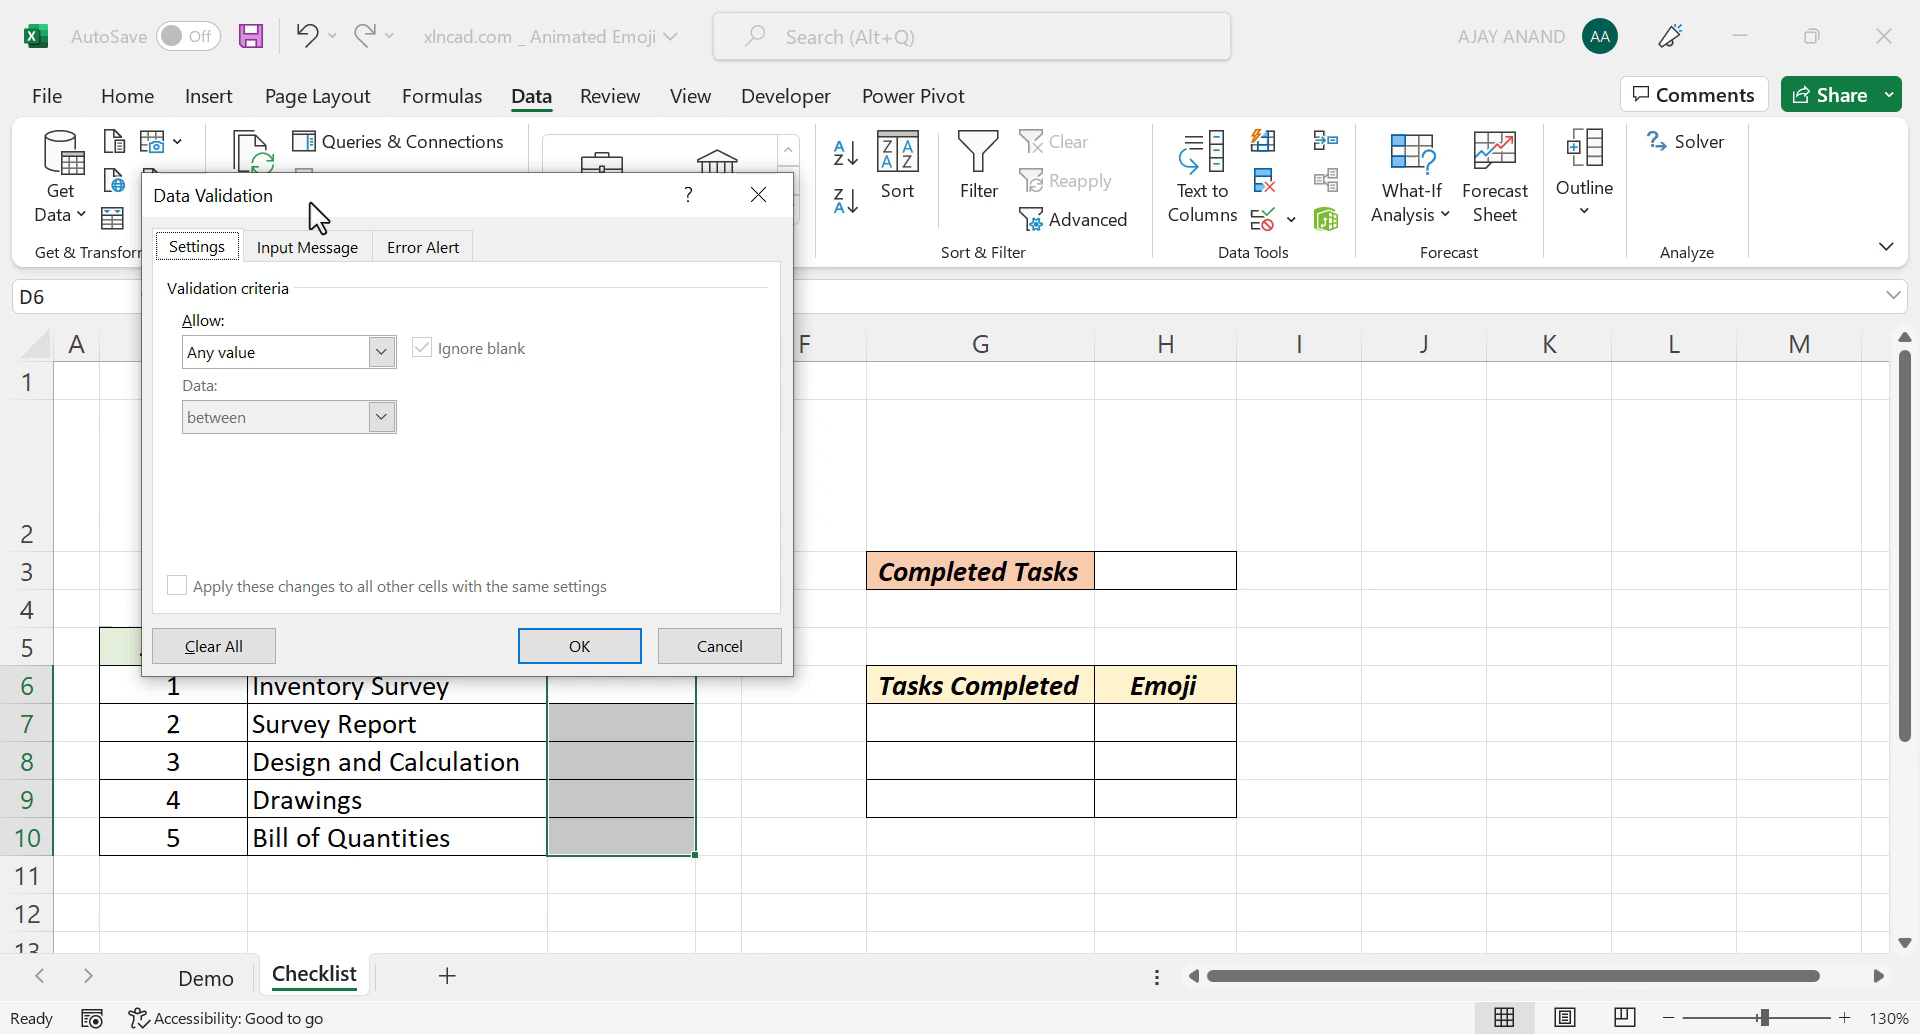 AutoSave Off xlncad.com _ Animated Emoji Search (Alt+Q) AJAY ANAND AA
File Home Insert Page Layout Formulas Data Review View Developer Power Pivot Comments Share
Get Data
Queries & Connections
Get & Transform
Sort
Filter
Clear
Reapply
Advanced
Sort & Filter
Text to Columns
Data Tools
What-If Analysis
Forecast Sheet
Forecast
Outline
Solver
Analyze
Data Validation ?
Settings Input Message Error Alert
Validation criteria
Allow:
Any value
Ignore blank
Data:
between
Apply these changes to all other cells with the same settings
Clear All OK Cancel
D6
A F G H I J K L M
1
2
3 Completed Tasks
4
5
6 1 Inventory Survey Tasks Completed Emoji
7 2 Survey Report
8 3 Design and Calculation
9 4 Drawings
10 5 Bill of Quantities
11
12
13
Demo Checklist
Ready Accessibility: Good to go 130%